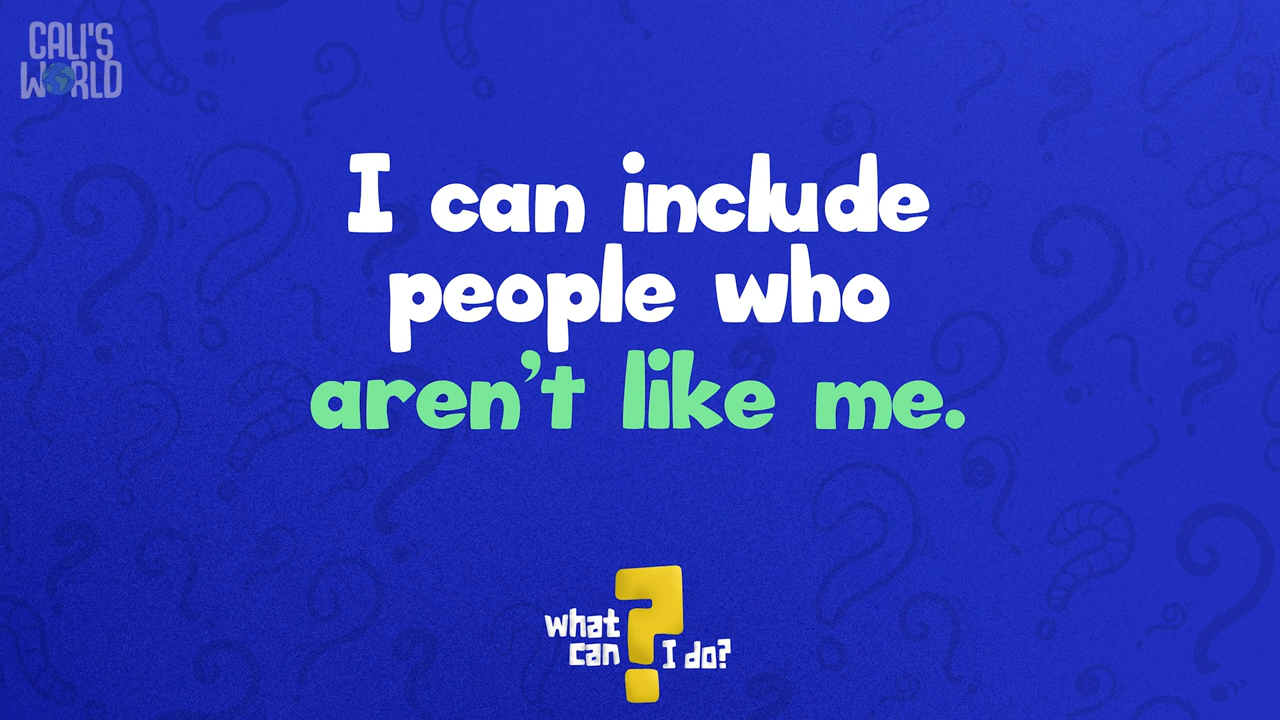 CALI'S
WORLD
I can include
people who
aren't like me.
what
can
?
I do?